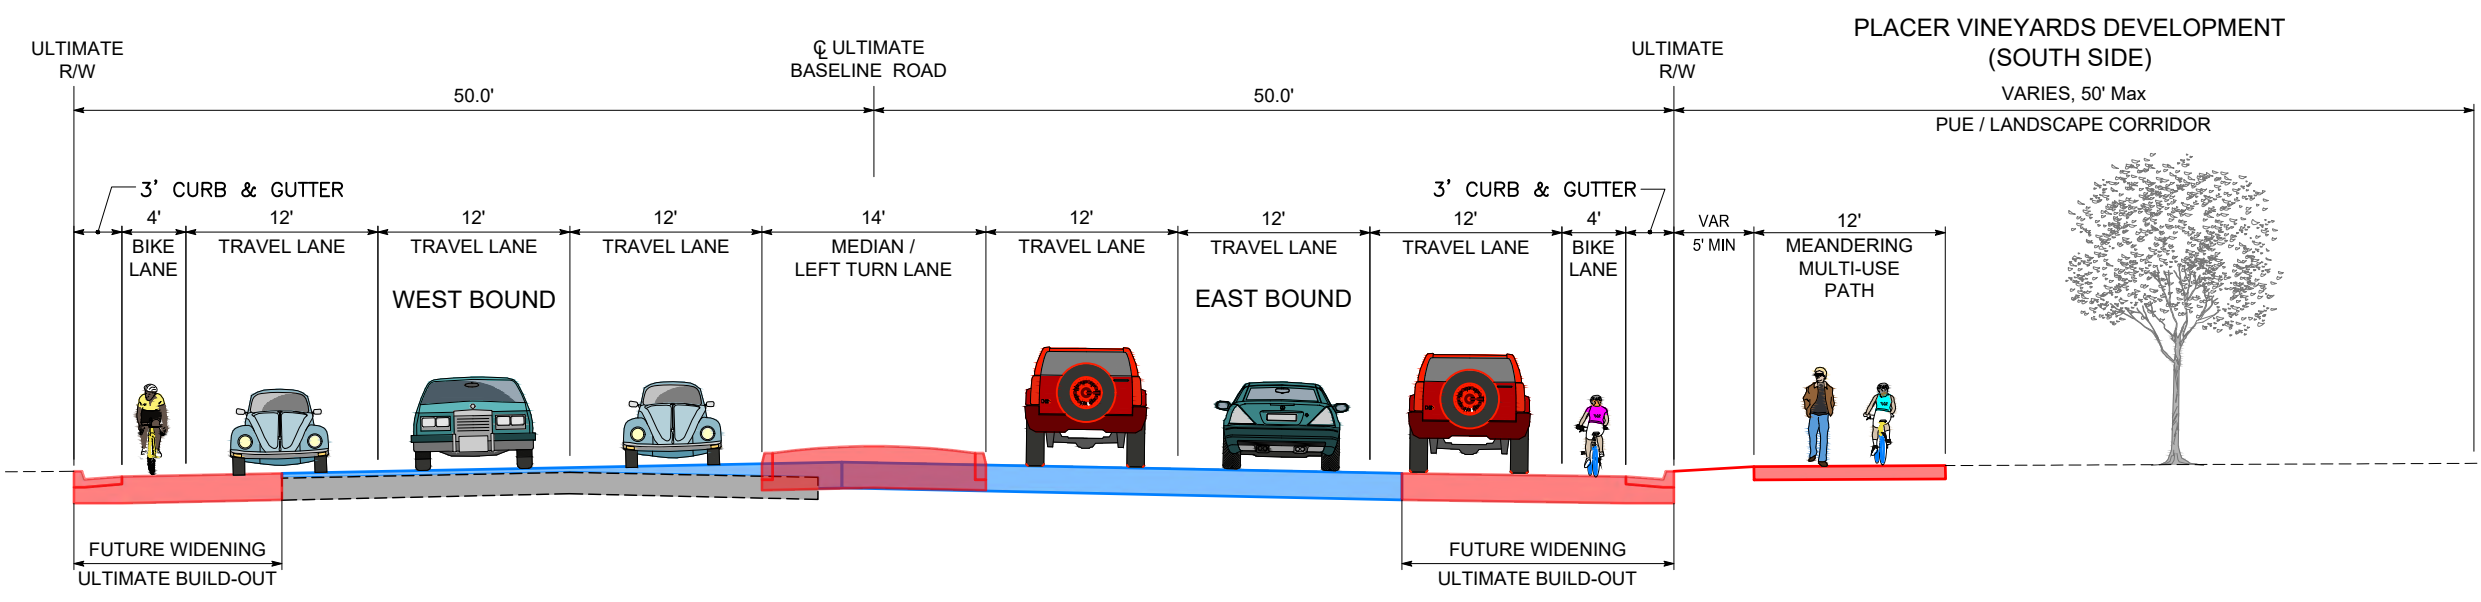 PLACER VINEYARDS DEVELOPMENT
(SOUTH SIDE)
ULTIMATE
R/W
℄ ULTIMATE
BASELINE ROAD
ULTIMATE
R/W
50.0'
50.0'
VARIES, 50' Max
PUE / LANDSCAPE CORRIDOR
3' CURB & GUTTER
3' CURB & GUTTER
4'
12'
12'
12'
14'
12'
12'
12'
4'
VAR
12'
BIKE
LANE
TRAVEL LANE
TRAVEL LANE
TRAVEL LANE
MEDIAN /
LEFT TURN LANE
TRAVEL LANE
TRAVEL LANE
TRAVEL LANE
BIKE
LANE
5' MIN
MEANDERING
MULTI-USE
PATH
WEST BOUND
EAST BOUND
FUTURE WIDENING
ULTIMATE BUILD-OUT
FUTURE WIDENING
ULTIMATE BUILD-OUT